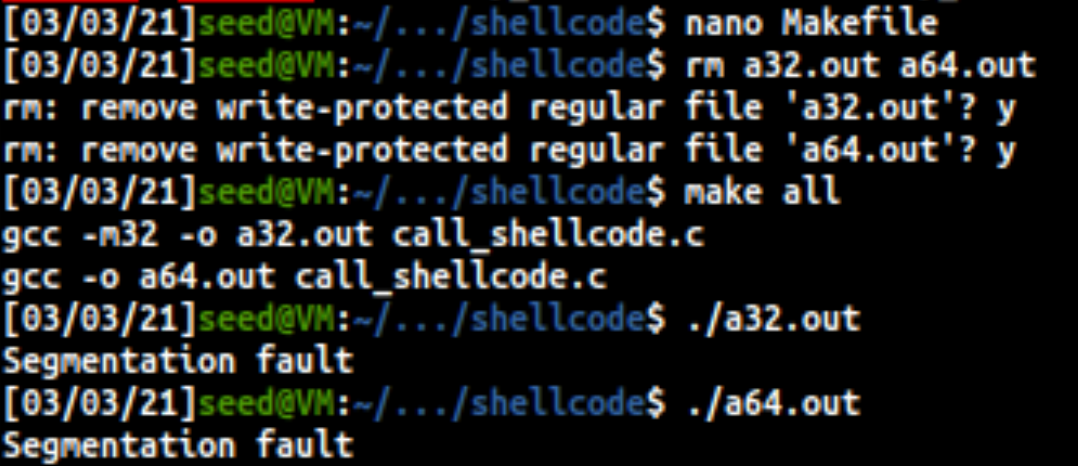 [03/03/21]seed@VM:~/.../shellcode$ nano Makefile
[03/03/21]seed@VM:~/.../shellcode$ rm a32.out a64.out
rm: remove write-protected regular file 'a32.out'? y
rm: remove write-protected regular file 'a64.out'? y
[03/03/21]seed@VM:~/.../shellcode$ make all
gcc -m32 -o a32.out call_shellcode.c
gcc -o a64.out call_shellcode.c
[03/03/21]seed@VM:~/.../shellcode$ ./a32.out
Segmentation fault
[03/03/21]seed@VM:~/.../shellcode$ ./a64.out
Segmentation fault